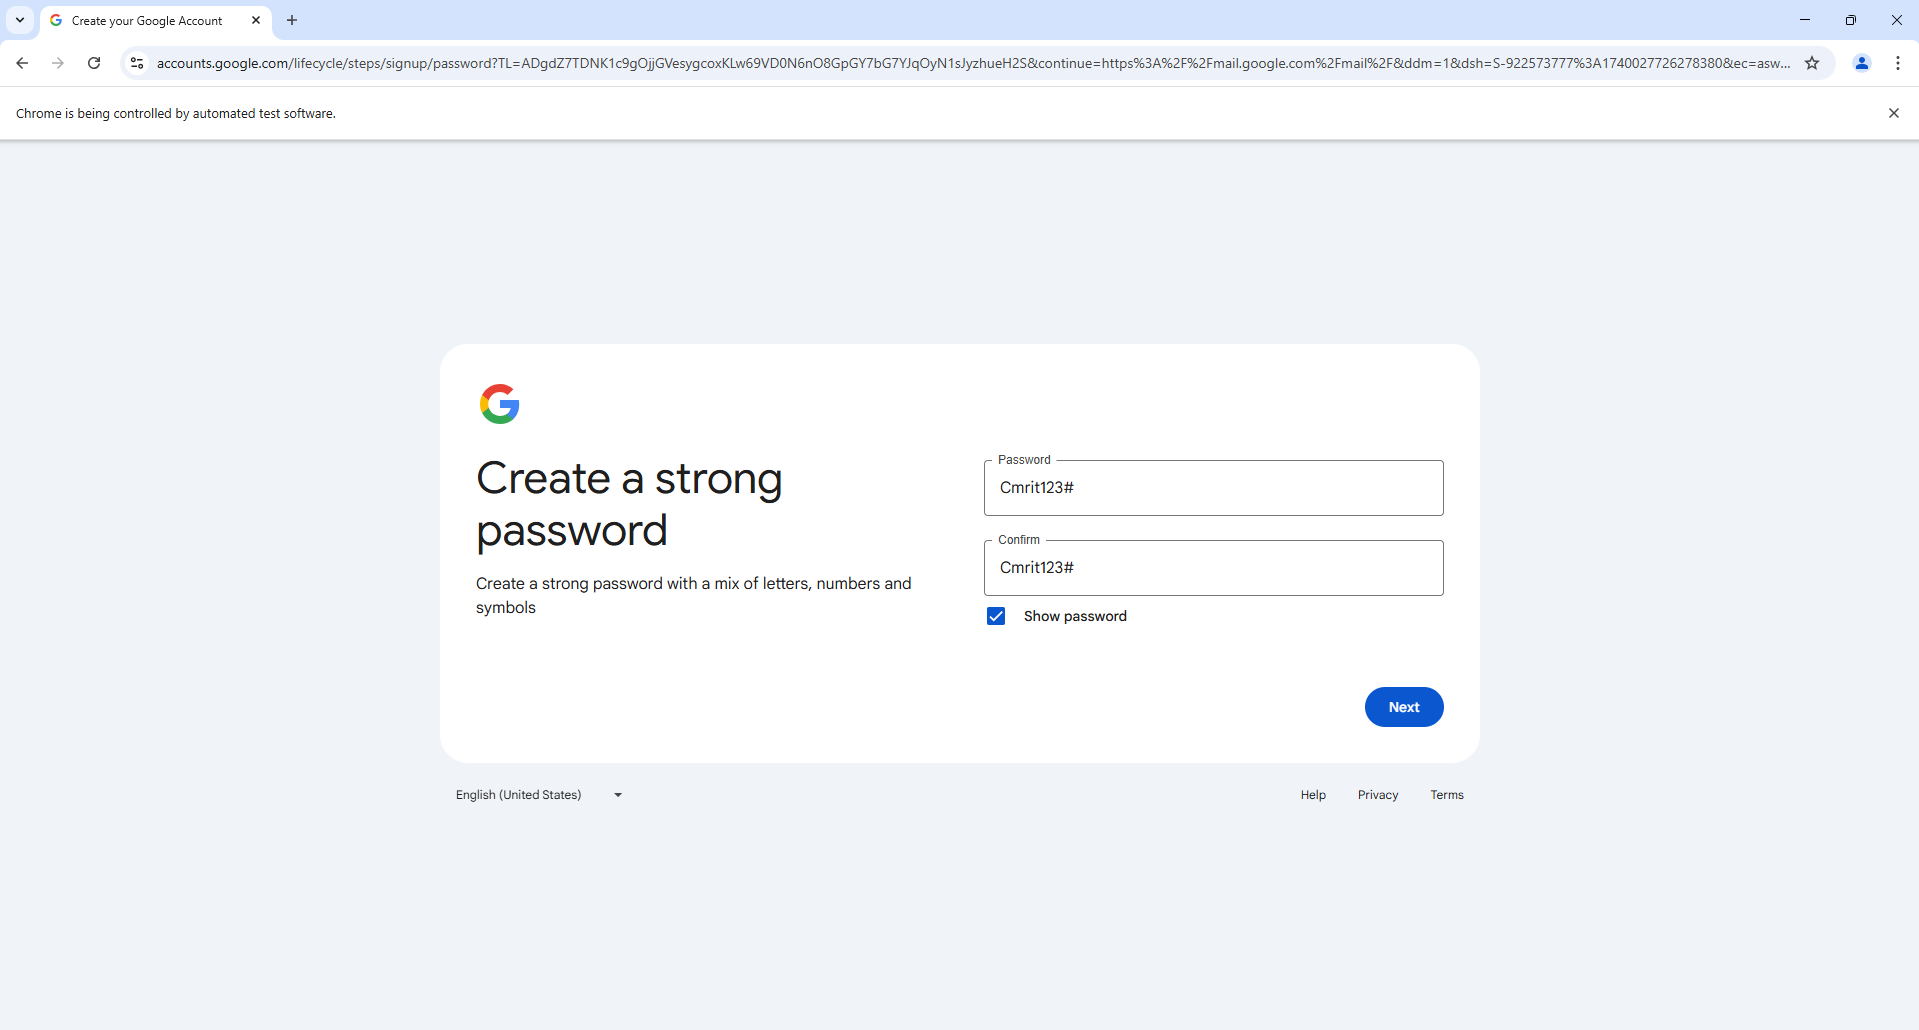 Create your Google Account
accounts.google.com/lifecycle/steps/signup/password?TL=ADgdZ7TDNK1c9gOjjGVesygcoxKLw69VD0N6nO8GpGY7bG7YJqOyN1sJyzhueH2S&continue=https%3A%2F%2Fmail.google.com%2Fmail%2F&ddm=1&dsh=S-922573777%3A1740027726278380&ec=asw...
Chrome is being controlled by automated test software.
Create a strong
password
Create a strong password with a mix of letters, numbers and
symbols
Password
Cmrit123#
Confirm
Cmrit123#
Show password
Next
English (United States)
Help
Privacy
Terms